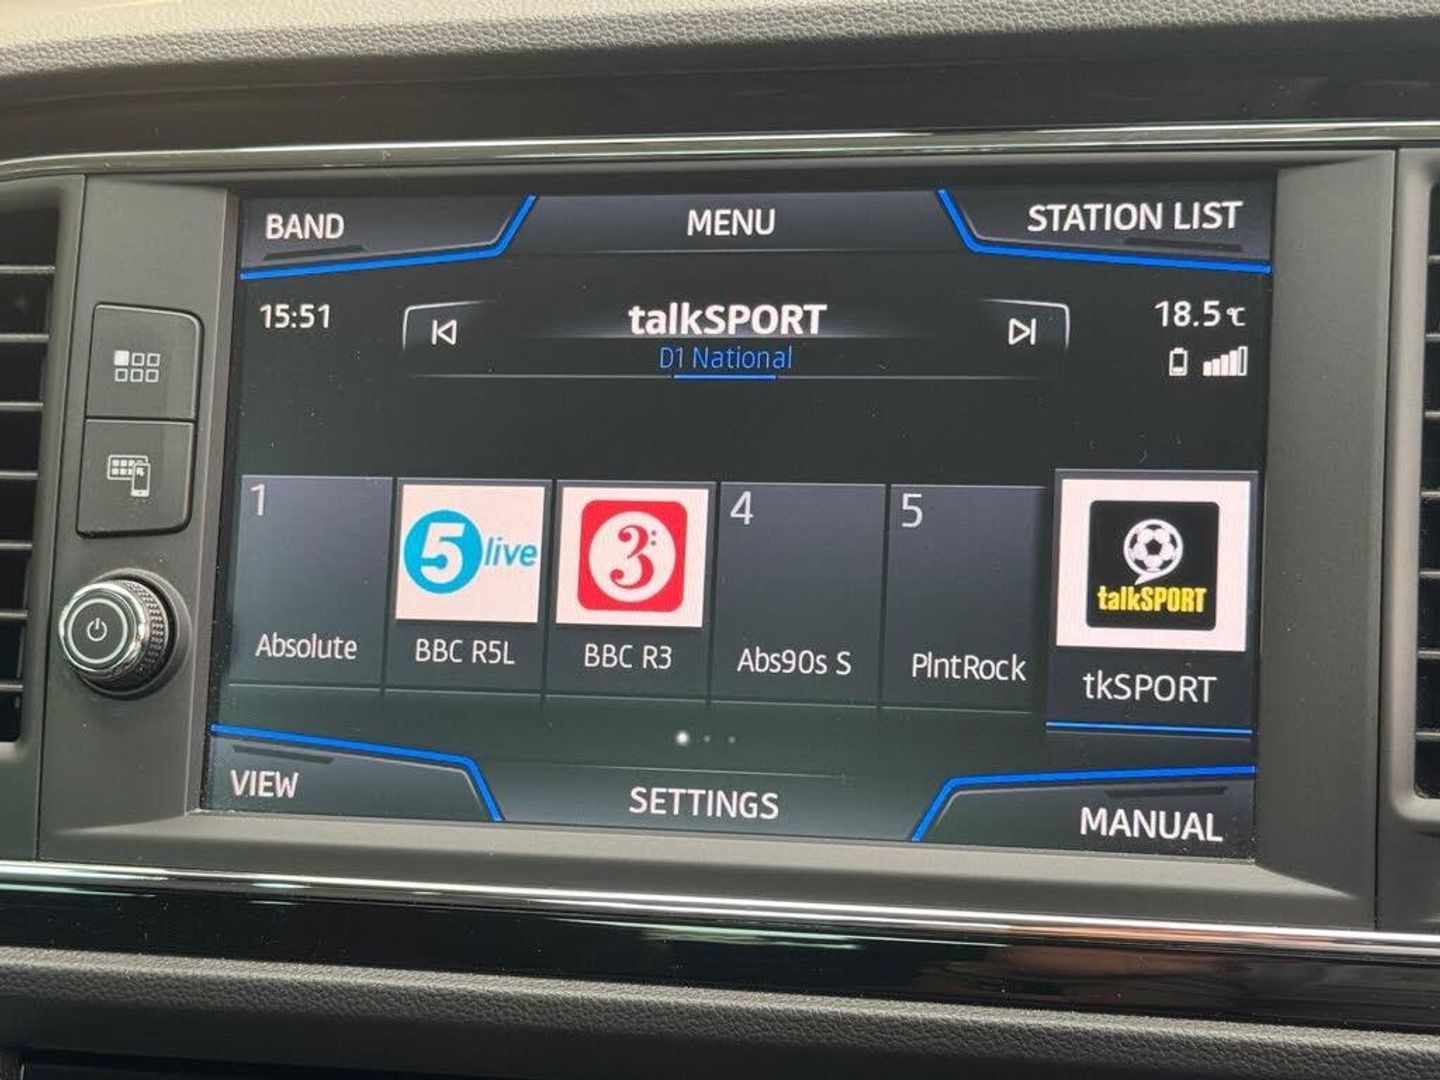 BAND
MENU
STATION LIST
15:51
talkSPORT
18.5℃
D1 National
1
Absolute
5 live
BBC R5L
3
BBC R3
4
Abs90s S
5
PlntRock
talkSPORT
tkSPORT
VIEW
SETTINGS
MANUAL